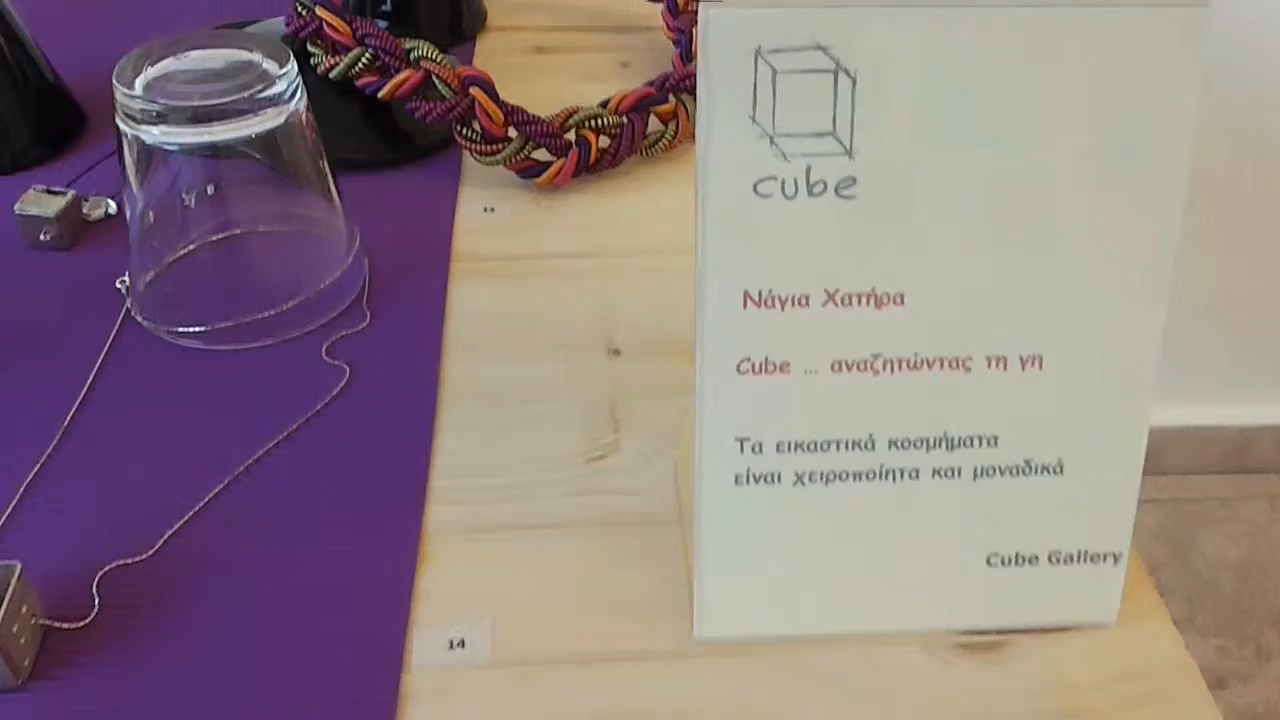 cube
Νάγια Χατήρα
Cube ... αναζητώντας τη γη
Τα εικαστικά κοσμήματα
είναι χειροποίητα και μοναδικά
Cube Gallery
14